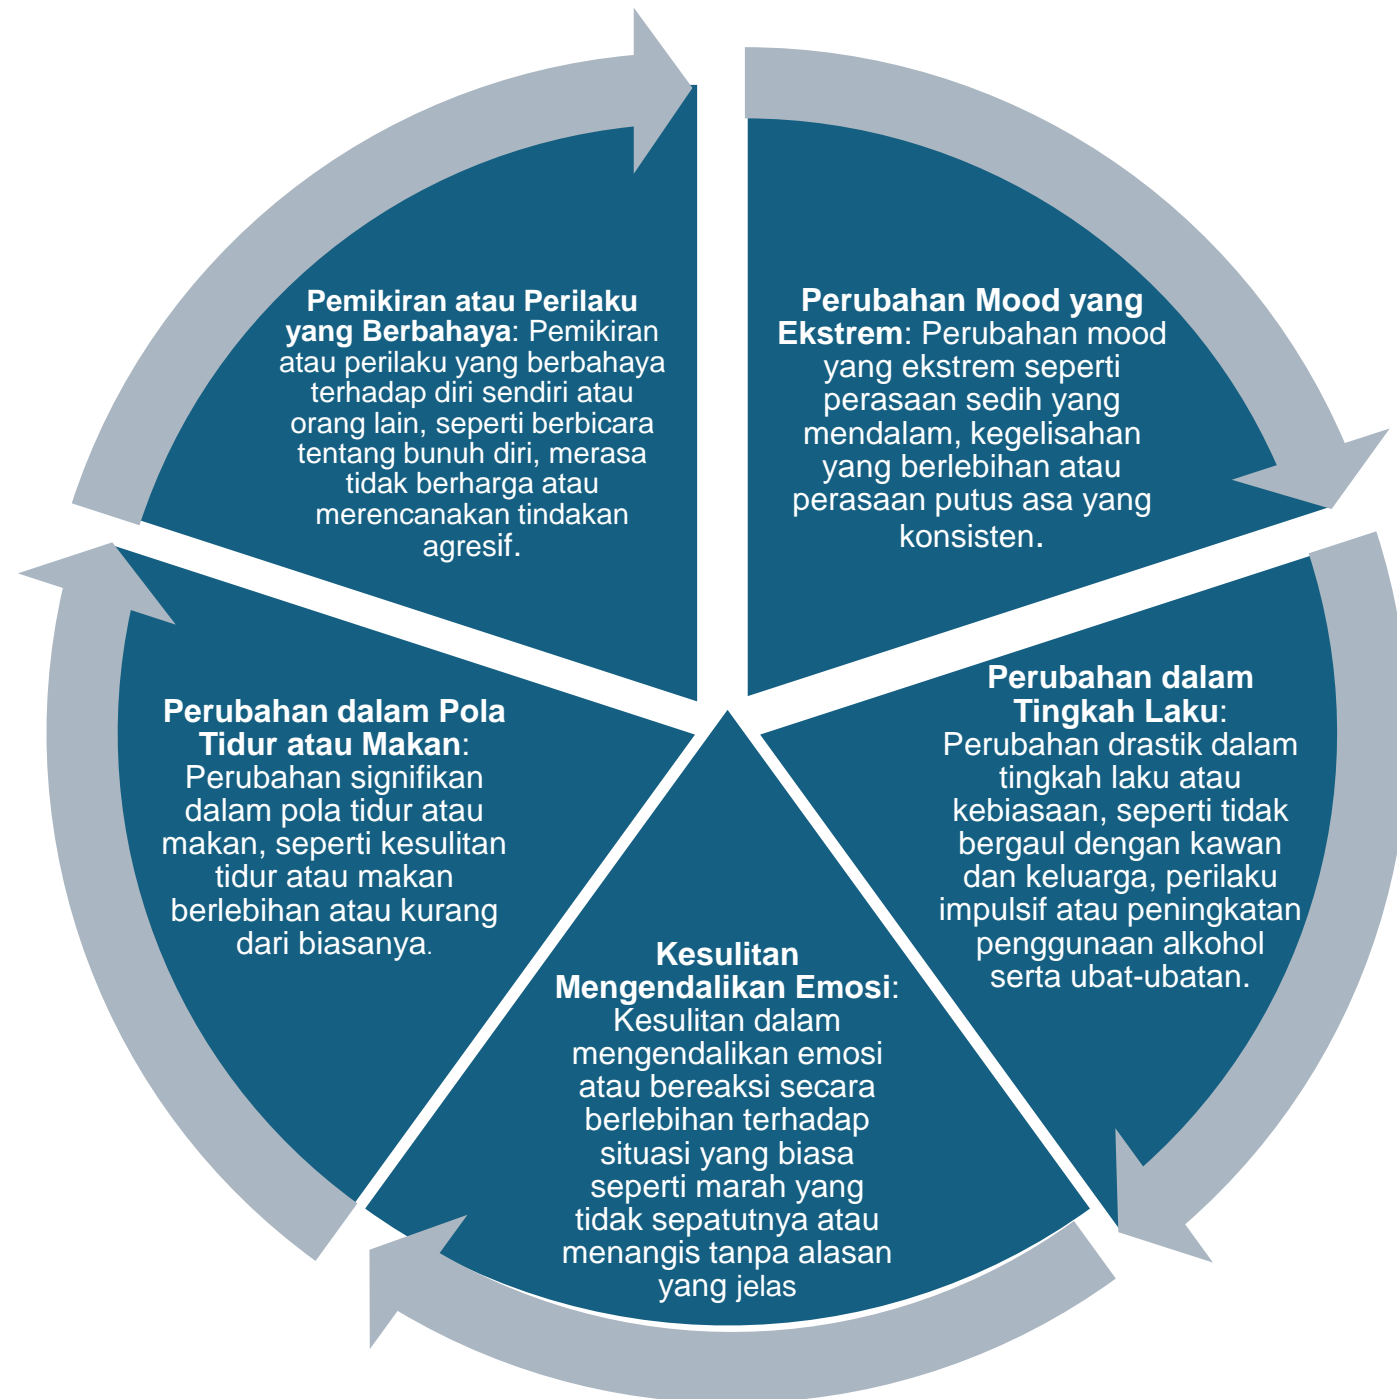 Perubahan Mood yang
Ekstrem: Perubahan mood
yang ekstrem seperti
perasaan sedih yang
mendalam, kegelisahan
yang berlebihan atau
perasaan putus asa yang
konsisten.
Perubahan dalam
Tingkah Laku:
Perubahan drastik dalam
tingkah laku atau
kebiasaan, seperti tidak
bergaul dengan kawan
dan keluarga, perilaku
impulsif atau peningkatan
penggunaan alkohol
serta ubat-ubatan.
Kesulitan
Mengendalikan Emosi:
Kesulitan dalam
mengendalikan emosi
atau bereaksi secara
berlebihan terhadap
situasi yang biasa
seperti marah yang
tidak sepatutnya atau
menangis tanpa alasan
yang jelas
Perubahan dalam Pola
Tidur atau Makan:
Perubahan signifikan
dalam pola tidur atau
makan, seperti kesulitan
tidur atau makan
berlebihan atau kurang
dari biasanya.
Pemikiran atau Perilaku
yang Berbahaya: Pemikiran
atau perilaku yang berbahaya
terhadap diri sendiri atau
orang lain, seperti berbicara
tentang bunuh diri, merasa
tidak berharga atau
merencanakan tindakan
agresif.